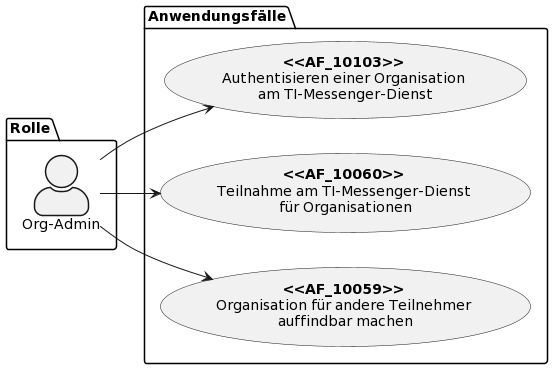 Anwendungsfälle
<<AF_10103>>
Authentisieren einer Organisation
am TI-Messenger-Dienst
Rolle
Org-Admin
<<AF_10060>>
Teilnahme am TI-Messenger-Dienst
für Organisationen
<<AF_10059>>
Organisation für andere Teilnehmer
auffindbar machen